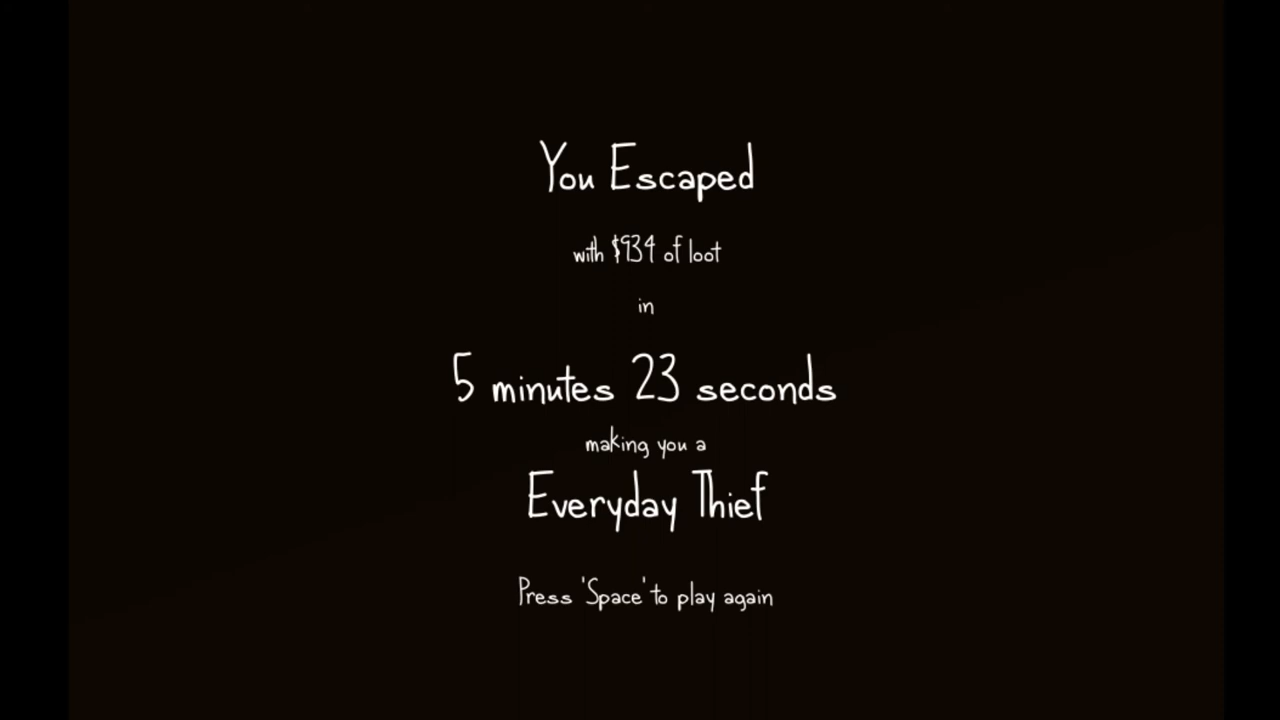 You Escaped
with $934 of loot
in
5 minutes 23 seconds
making you a
Everyday Thief
Press 'Space' to play again